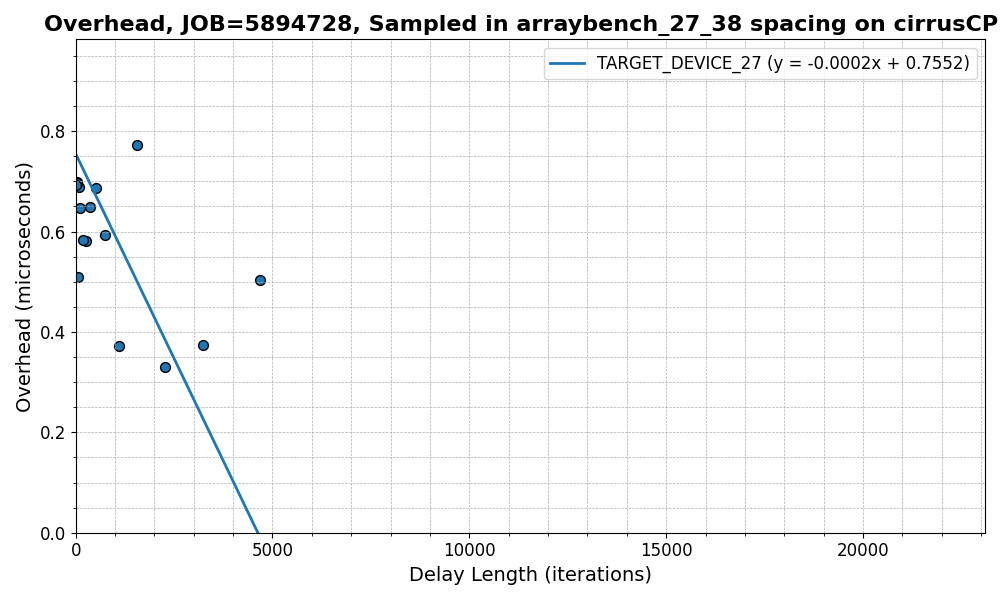 Overhead, JOB=5894728, Sampled in arraybench_27_38 spacing on cirrusCP
TARGET_DEVICE_27 (y = -0.0002x + 0.7552)
Overhead (microseconds)
0.8
0.6
0.4
0.2
0.0
0 5000 10000 15000 20000
Delay Length (iterations)